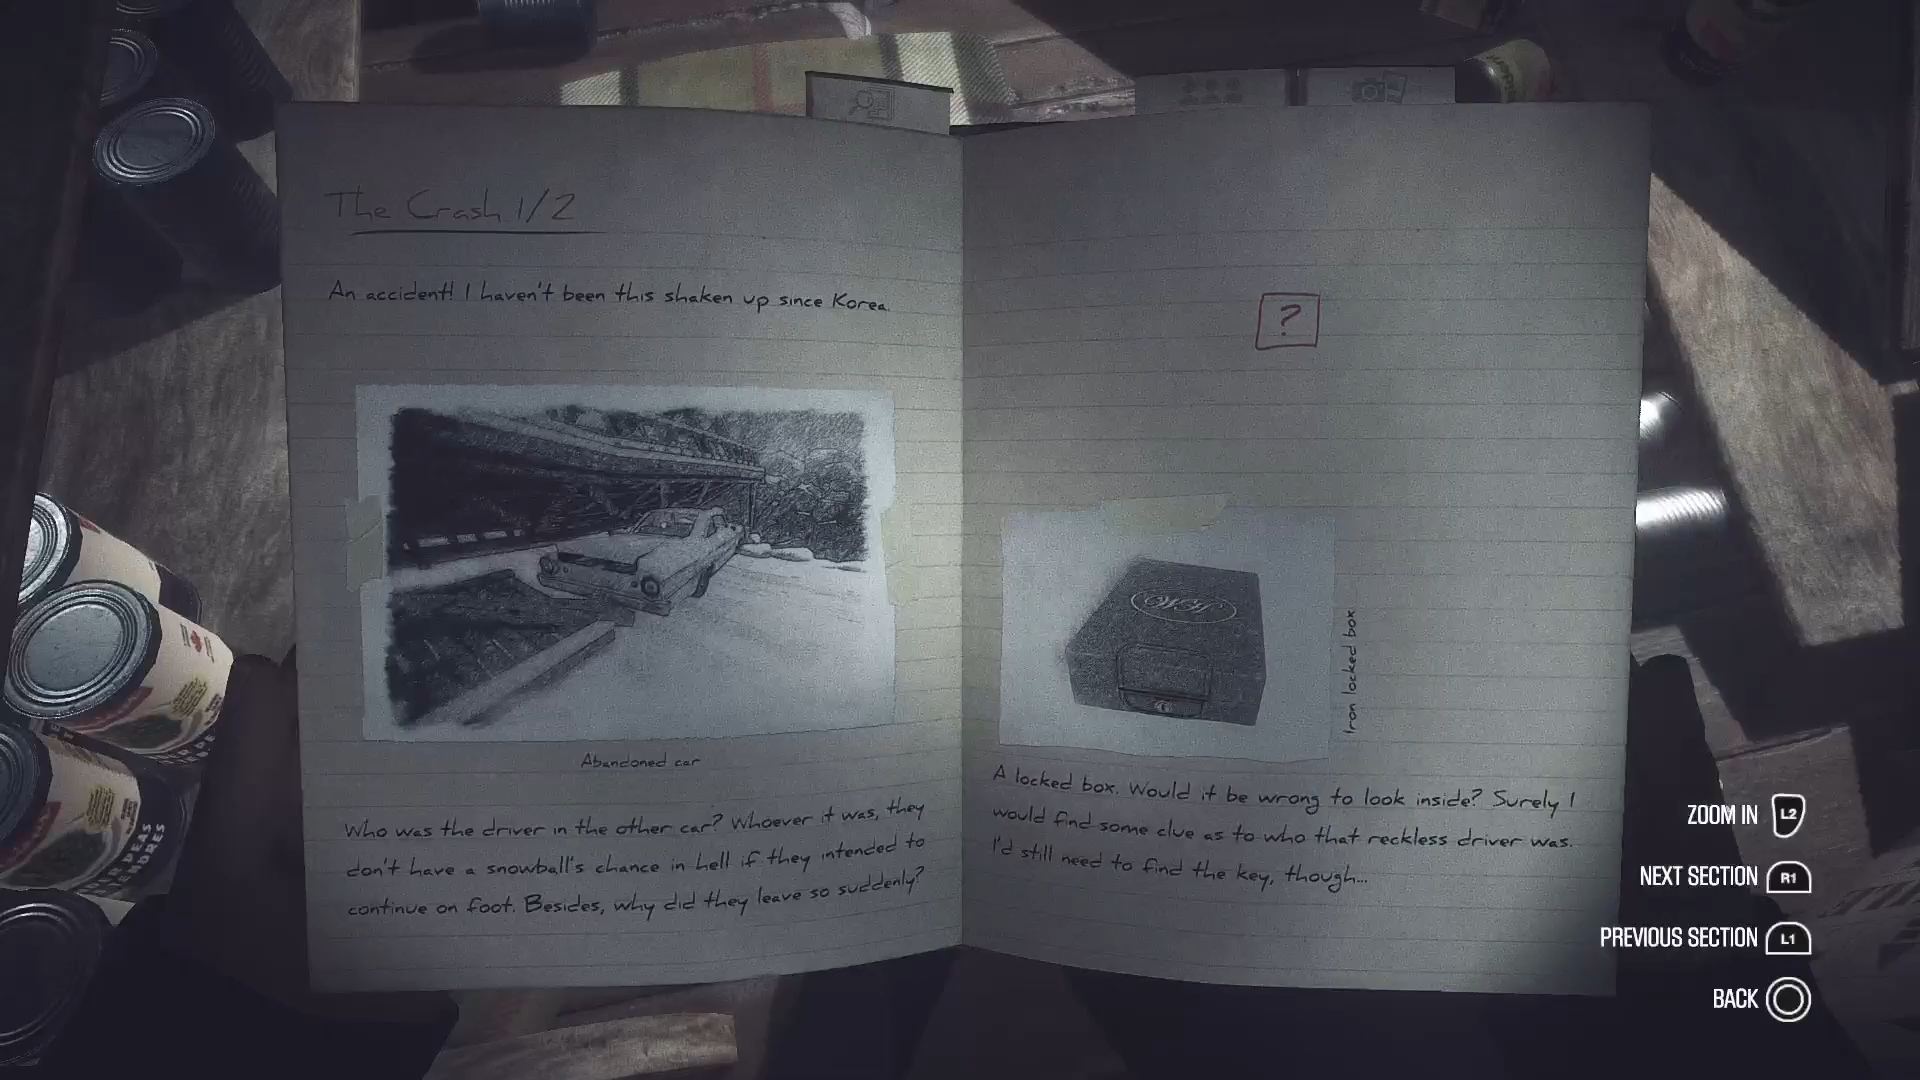 The Crash 1/2
An accident! I haven't been this shaken up since Korea.
Abandoned car
Who was the driver in the other car? Whoever it was, they
don't have a snowball's chance in hell if they intended to
continue on foot. Besides, why did they leave so suddenly?
?
WH
Iron locked box
A locked box. Would it be wrong to look inside? Surely I
would find some clue as to who that reckless driver was.
I'd still need to find the key, though...
ZOOM IN L2
NEXT SECTION R1
PREVIOUS SECTION L1
BACK